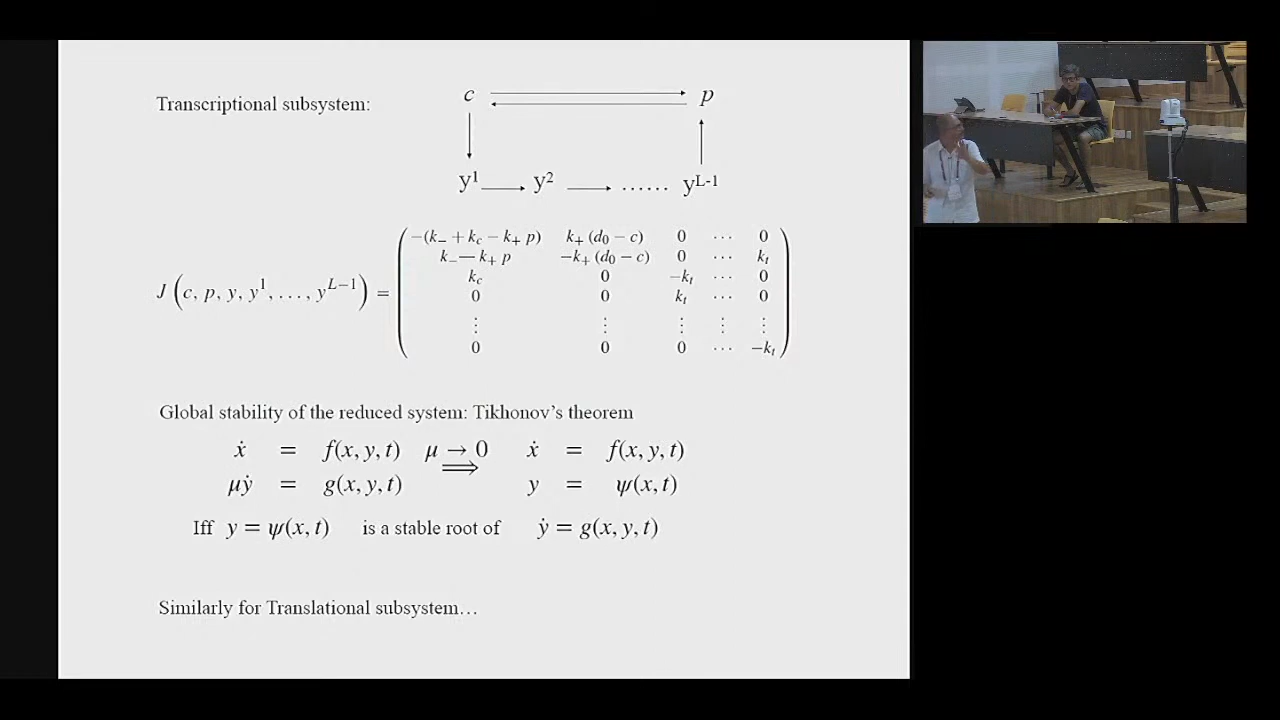 Transcriptional subsystem:
c p
y¹ y² …… yᴸ⁻¹
J (c, p, y, y¹, . . . , yᴸ⁻¹) =
−(k₋ + k_c − k₊ p) k₊ (d₀ − c) 0 ⋯ 0
k₋ — k₊ p −k₊ (d₀ − c) 0 ⋯ k_t
k_c 0 −k_t ⋯ 0
0 0 k_t ⋯ 0
⋮ ⋮ ⋮ ⋮ ⋮
0 0 0 ⋯ −k_t
Global stability of the reduced system: Tikhonov’s theorem
ẋ = f(x, y, t) μ → 0 ẋ = f(x, y, t)
⟹
μẏ = g(x, y, t) y = ψ(x, t)
Iff y = ψ(x, t) is a stable root of ẏ = g(x, y, t)
Similarly for Translational subsystem…